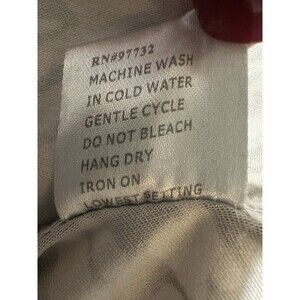 RN#97732
MACHINE WASH
IN COLD WATER
GENTLE CYCLE
DO NOT BLEACH
HANG DRY
IRON ON
LOWEST SETTING